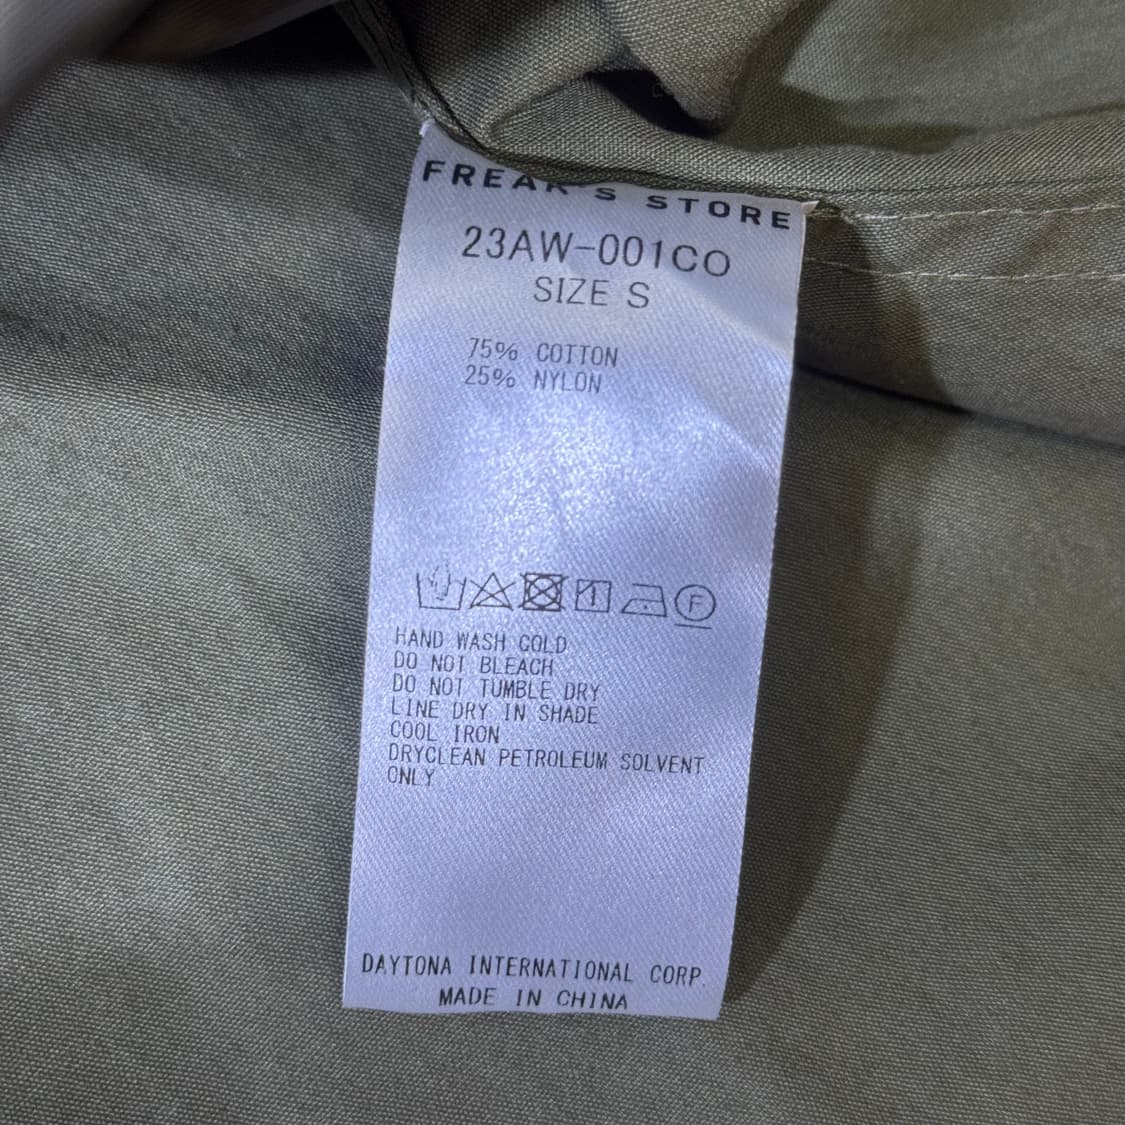 FREAK'S STORE
23AW-001CO
SIZE S
75% COTTON
25% NYLON
1 F
HAND WASH COLD
DO NOT BLEACH
DO NOT TUMBLE DRY
LINE DRY IN SHADE
COOL IRON
DRYCLEAN PETROLEUM SOLVENT
ONLY
DAYTONA INTERNATIONAL CORP.
MADE IN CHINA